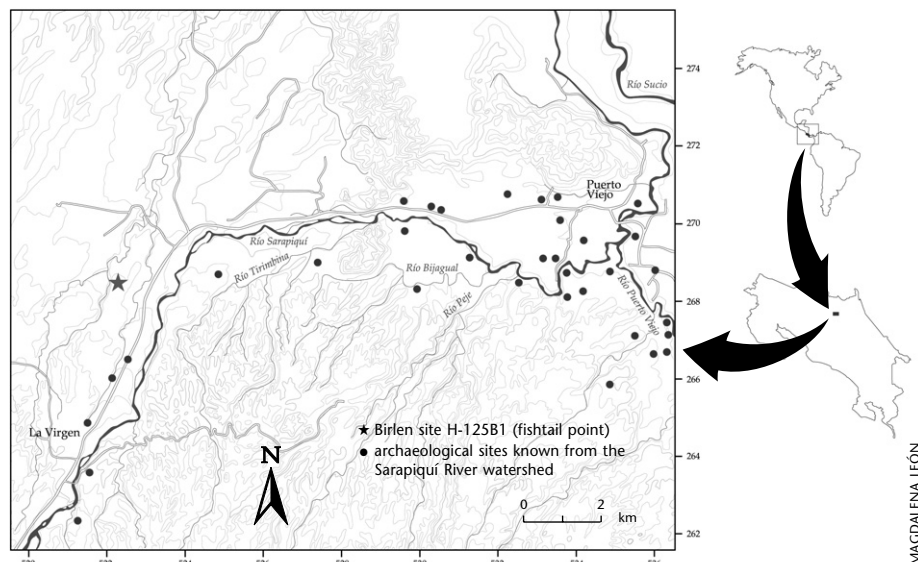 274
Río Sucio
272
Puerto
Viejo
270
Río Sarapiquí
Río Tirimbina
Río Bijagual
Río Peje
Río Puerto Viejo
268
266
La Virgen
★ Birlen site H-125B1 (fishtail point)
● archaeological sites known from the
Sarapiquí River watershed
264
N
0 2
km
262
MAGDALENA LEÓN